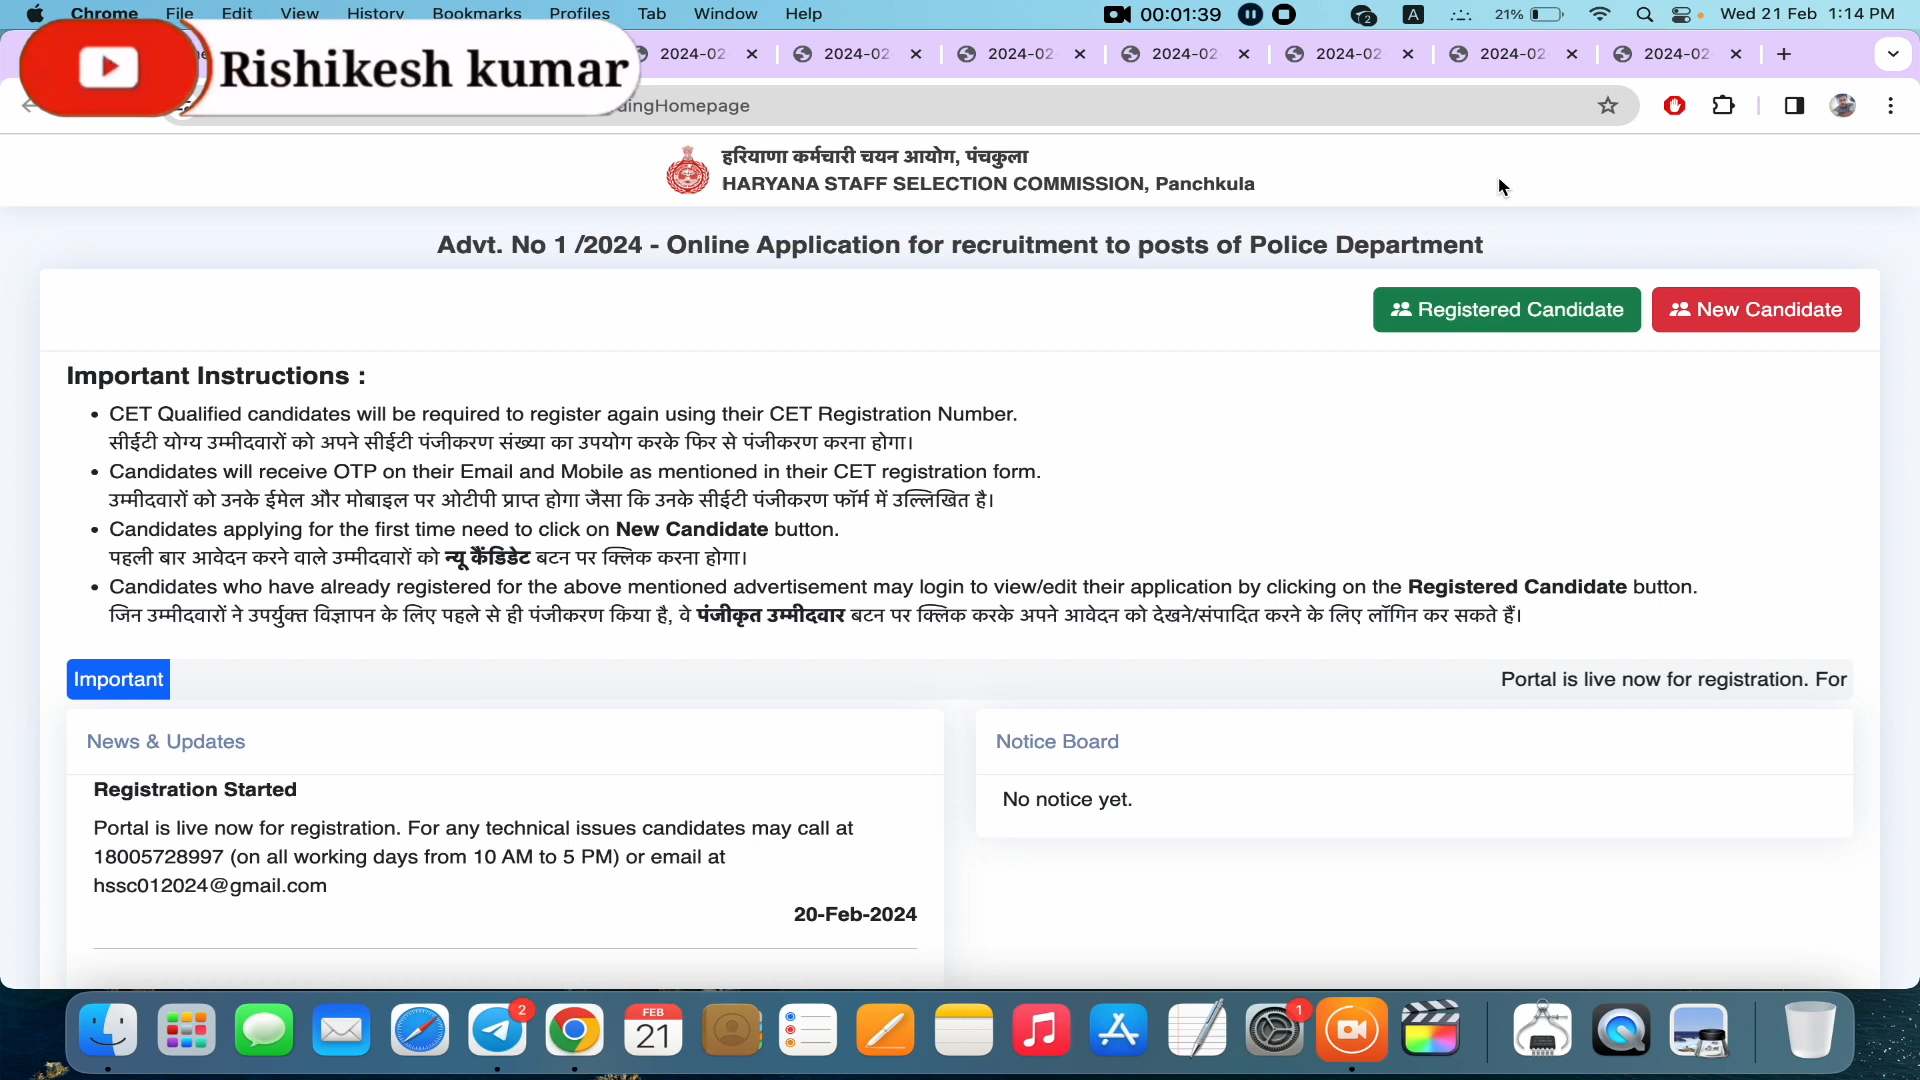 Chrome File Edit View History Bookmarks Profiles Tab Window Help 00:01:39 2 A 21% Wed 21 Feb 1:14 PM
Rishikesh kumar
2024-02 2024-02 2024-02 2024-02 2024-02 2024-02 2024-02
dingHomepage
हरियाणा कर्मचारी चयन आयोग, पंचकुला
HARYANA STAFF SELECTION COMMISSION, Panchkula
Advt. No 1 /2024 - Online Application for recruitment to posts of Police Department
Registered Candidate New Candidate
Important Instructions :
• CET Qualified candidates will be required to register again using their CET Registration Number.
सीईटी योग्य उम्मीदवारों को अपने सीईटी पंजीकरण संख्या का उपयोग करके फिर से पंजीकरण करना होगा।
• Candidates will receive OTP on their Email and Mobile as mentioned in their CET registration form.
उम्मीदवारों को उनके ईमेल और मोबाइल पर ओटीपी प्राप्त होगा जैसा कि उनके सीईटी पंजीकरण फॉर्म में उल्लिखित है।
• Candidates applying for the first time need to click on New Candidate button.
पहली बार आवेदन करने वाले उम्मीदवारों को न्यू कैंडिडेट बटन पर क्लिक करना होगा।
• Candidates who have already registered for the above mentioned advertisement may login to view/edit their application by clicking on the Registered Candidate button.
जिन उम्मीदवारों ने उपर्युक्त विज्ञापन के लिए पहले से ही पंजीकरण किया है, वे पंजीकृत उम्मीदवार बटन पर क्लिक करके अपने आवेदन को देखने/संपादित करने के लिए लॉगिन कर सकते हैं।
Important Portal is live now for registration. For
News & Updates
Registration Started
Portal is live now for registration. For any technical issues candidates may call at
18005728997 (on all working days from 10 AM to 5 PM) or email at
hssc012024@gmail.com
20-Feb-2024
Notice Board
No notice yet.
2 FEB 21 1